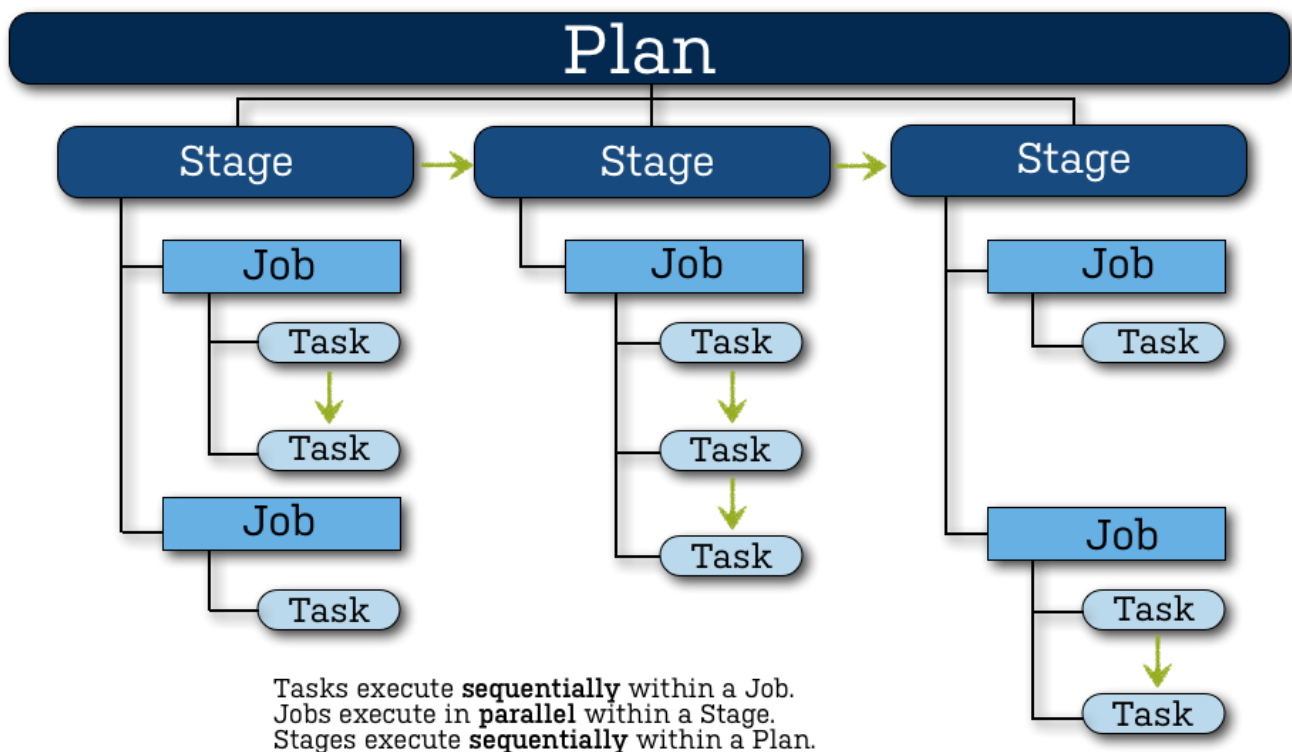 Plan
Stage
Stage
Stage
Job
Task
Task
Job
Task
Job
Task
Task
Task
Job
Task
Job
Task
Task
Tasks execute sequentially within a Job.
Jobs execute in parallel within a Stage.
Stages execute sequentially within a Plan.